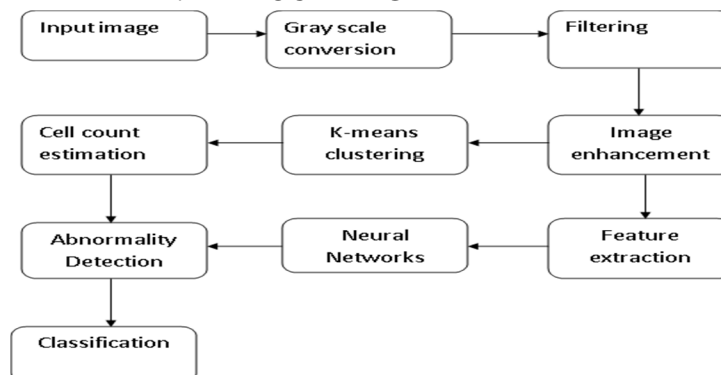 Input image
Gray scale
conversion
Filtering
Cell count
estimation
K-means
clustering
Image
enhancement
Abnormality
Detection
Neural
Networks
Feature
extraction
Classification